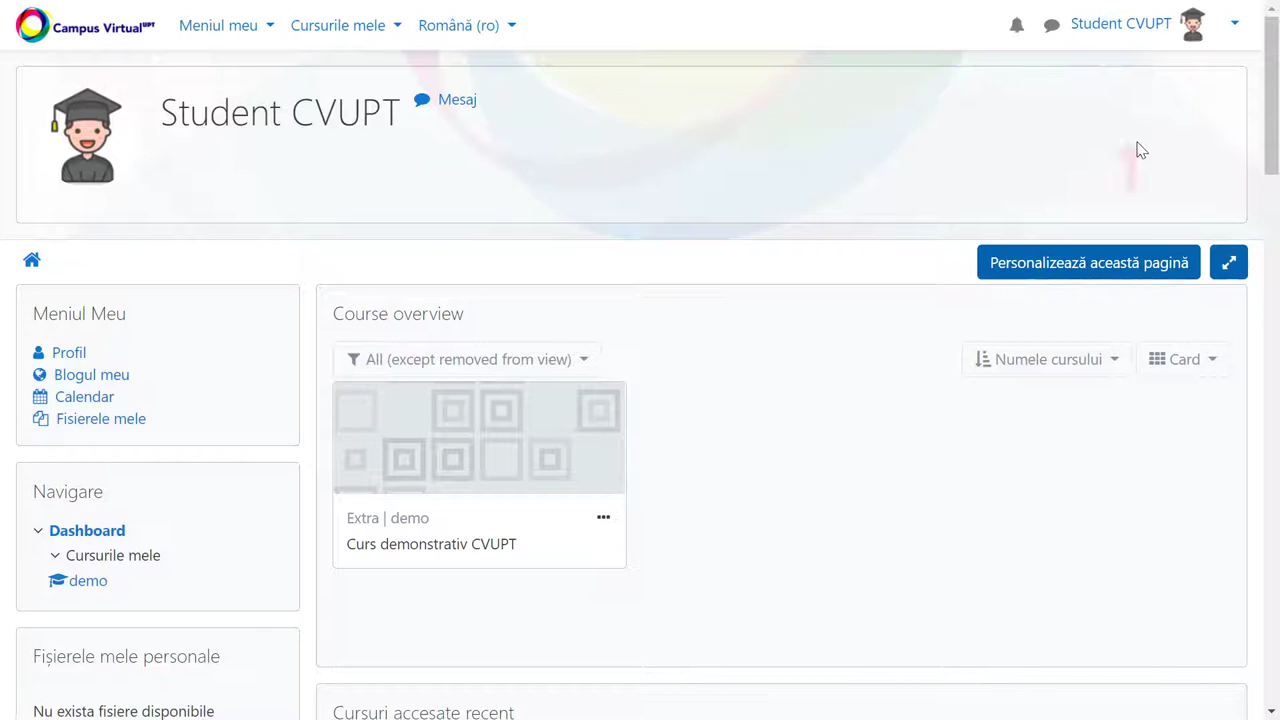 Campus Virtual UPT
Meniul meu
Cursurile mele
Română (ro)
Student CVUPT
Student CVUPT
Mesaj
Personalizează această pagină
Meniul Meu
Profil
Blogul meu
Calendar
Fisierele mele
Navigare
Dashboard
Cursurile mele
demo
Fișierele mele personale
Nu exista fisiere disponibile
Course overview
All (except removed from view)
Numele cursului
Card
Extra | demo
Curs demonstrativ CVUPT
Cursuri accesate recent